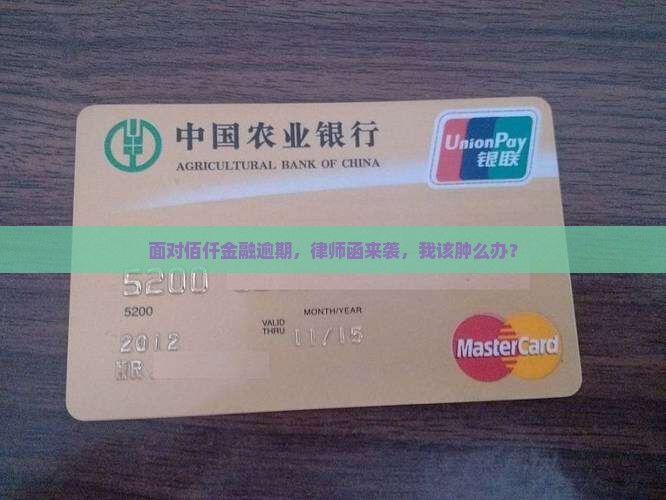 中国农业银行
AGRICULTURAL BANK OF CHINA
UnionPay
银联
面对佰仟金融逾期，律师函来袭，我该肿么办？
5200
5200
MONTH/YEAR
VALID
THRU
11/15
2012
MR
MasterCard